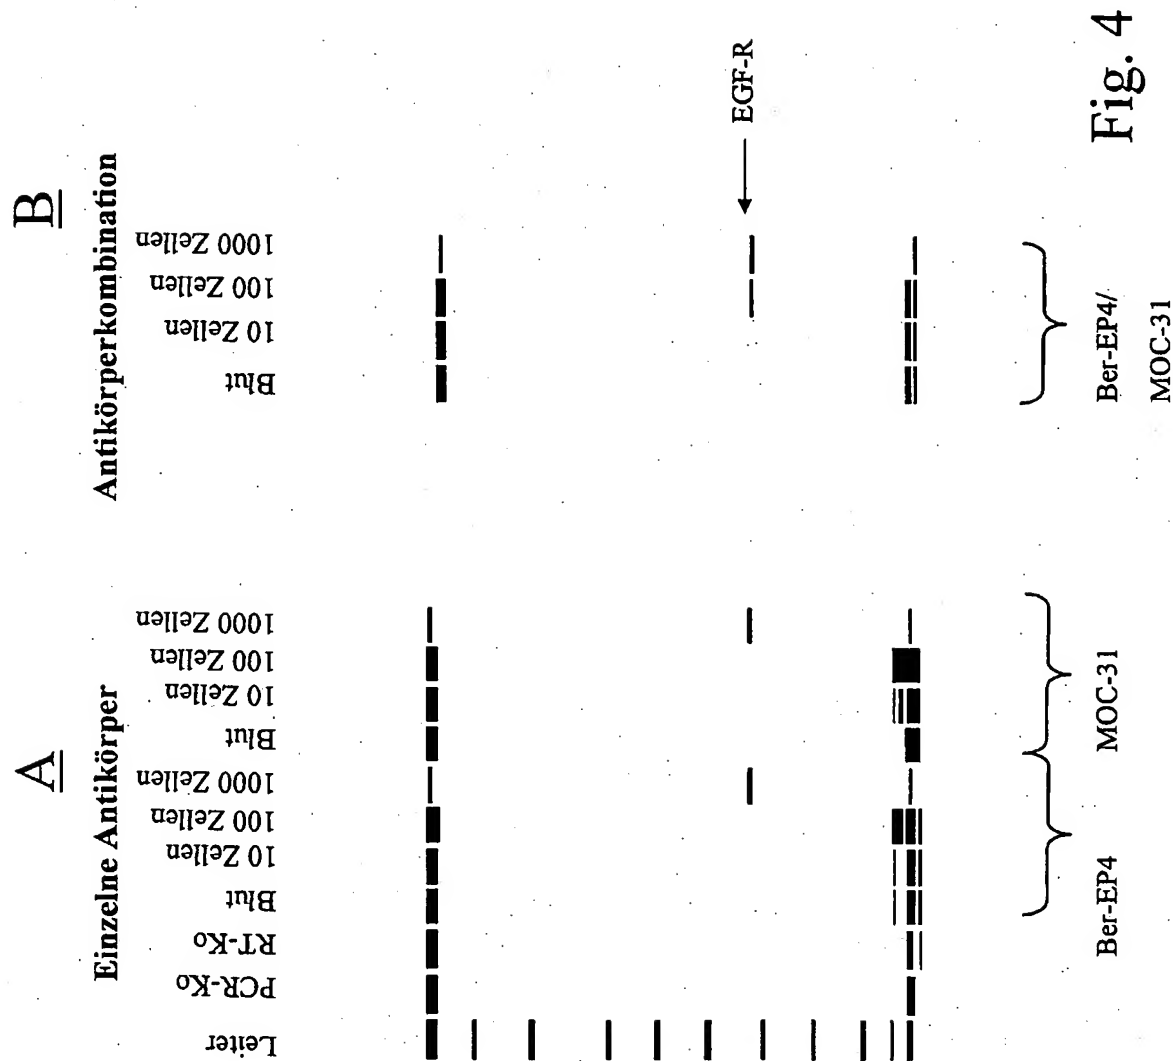 A
Einzelne Antikörper
Leiter
PCR-Ko
RT-Ko
Blut
10 Zellen
100 Zellen
1000 Zellen
Blut
10 Zellen
100 Zellen
1000 Zellen
Ber-EP4
MOC-31
B
Antikörperkombination
Blut
10 Zellen
100 Zellen
1000 Zellen
EGF-R
Ber-EP4/
MOC-31
Fig. 4